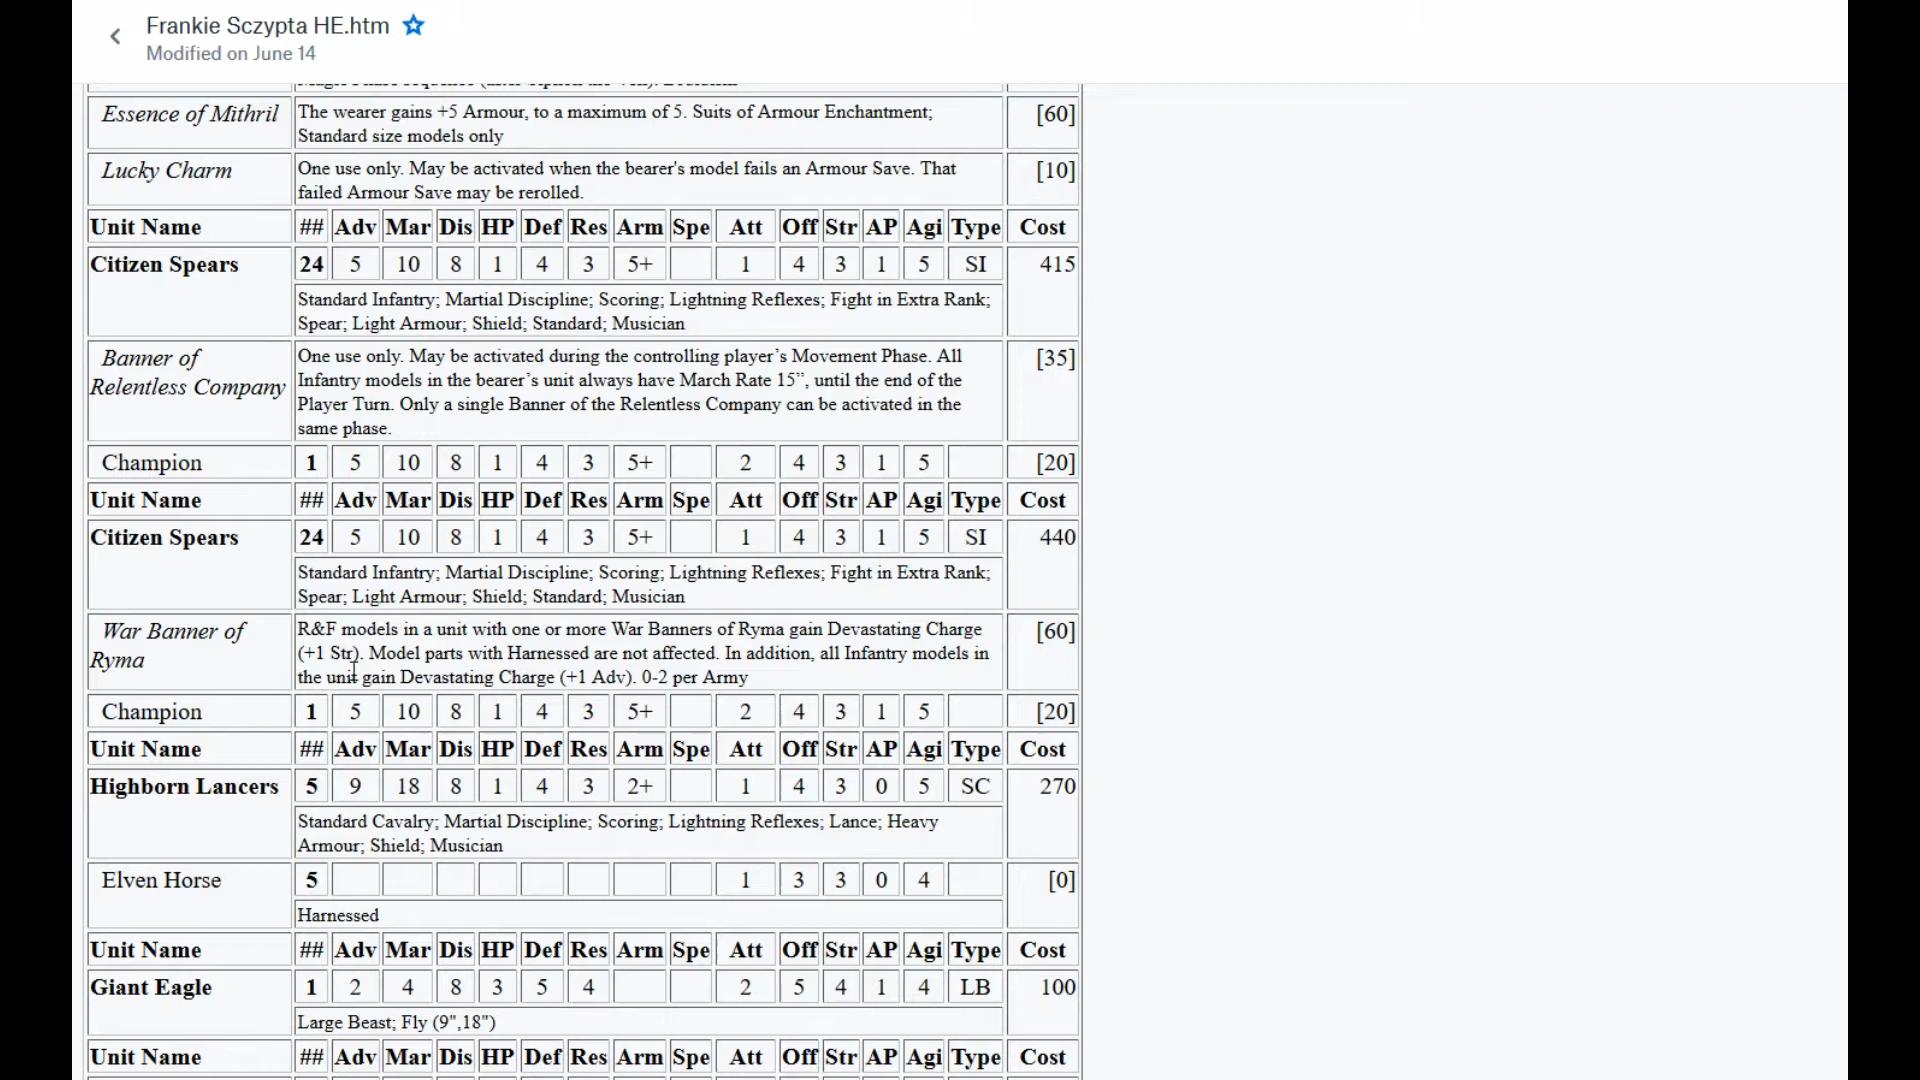 Frankie Sczypta HE.htm
Modified on June 14
Essence of Mithril The wearer gains +5 Armour, to a maximum of 5. Suits of Armour Enchantment; [60]
Standard size models only
Lucky Charm One use only. May be activated when the bearer's model fails an Armour Save. That [10]
failed Armour Save may be rerolled.
Unit Name ## Adv Mar Dis HP Def Res Arm Spe Att Off Str AP Agi Type Cost
Citizen Spears 24 5 10 8 1 4 3 5+ 1 4 3 1 5 SI 415
Standard Infantry; Martial Discipline; Scoring; Lightning Reflexes; Fight in Extra Rank;
Spear; Light Armour; Shield; Standard; Musician
Banner of One use only. May be activated during the controlling player’s Movement Phase. All [35]
Relentless Company Infantry models in the bearer’s unit always have March Rate 15”, until the end of the
Player Turn. Only a single Banner of the Relentless Company can be activated in the
same phase.
Champion 1 5 10 8 1 4 3 5+ 2 4 3 1 5 [20]
Unit Name ## Adv Mar Dis HP Def Res Arm Spe Att Off Str AP Agi Type Cost
Citizen Spears 24 5 10 8 1 4 3 5+ 1 4 3 1 5 SI 440
Standard Infantry; Martial Discipline; Scoring; Lightning Reflexes; Fight in Extra Rank;
Spear; Light Armour; Shield; Standard; Musician
War Banner of R&F models in a unit with one or more War Banners of Ryma gain Devastating Charge [60]
Ryma (+1 Str). Model parts with Harnessed are not affected. In addition, all Infantry models in
the unit gain Devastating Charge (+1 Adv). 0-2 per Army
Champion 1 5 10 8 1 4 3 5+ 2 4 3 1 5 [20]
Unit Name ## Adv Mar Dis HP Def Res Arm Spe Att Off Str AP Agi Type Cost
Highborn Lancers 5 9 18 8 1 4 3 2+ 1 4 3 0 5 SC 270
Standard Cavalry; Martial Discipline; Scoring; Lightning Reflexes; Lance; Heavy
Armour; Shield; Musician
Elven Horse 5 1 3 3 0 4 [0]
Harnessed
Unit Name ## Adv Mar Dis HP Def Res Arm Spe Att Off Str AP Agi Type Cost
Giant Eagle 1 2 4 8 3 5 4 2 5 4 1 4 LB 100
Large Beast; Fly (9",18")
Unit Name ## Adv Mar Dis HP Def Res Arm Spe Att Off Str AP Agi Type Cost